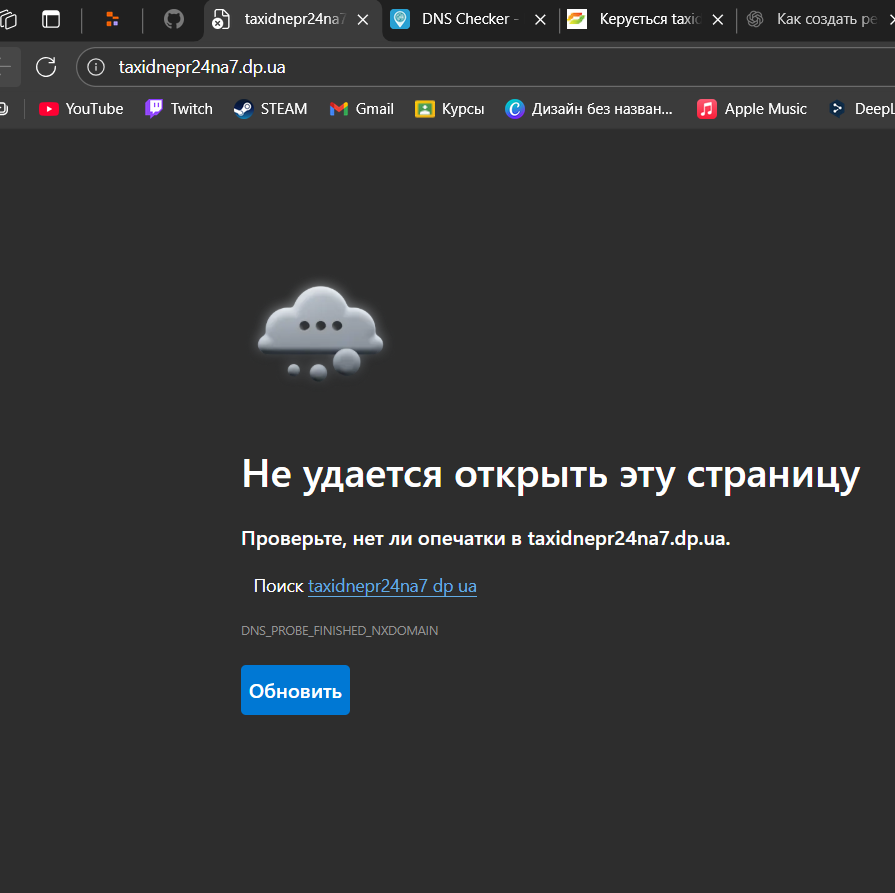 taxidnepr24na7
DNS Checker -
Керується taxid
Как создать ре
taxidnepr24na7.dp.ua
YouTube
Twitch
STEAM
Gmail
Курсы
Дизайн без назван...
Apple Music
DeepL
Не удается открыть эту страницу
Проверьте, нет ли опечатки в taxidnepr24na7.dp.ua.
Поиск taxidnepr24na7 dp ua
DNS_PROBE_FINISHED_NXDOMAIN
Обновить